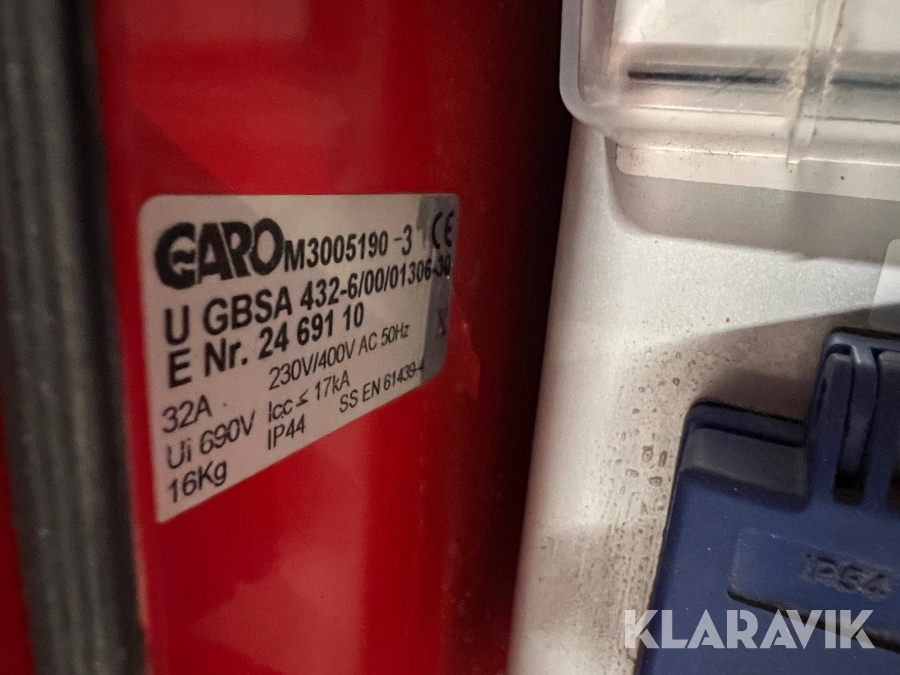 GARO M3005190 -3 CE
U GBSA 432-6/00/01306-30
E Nr. 24 691 10
32A 230V/400V AC 50Hz
Ui 690V Icc ≤ 17kA
16Kg IP44 SS EN 61439-4
IP64
KLARAVIK